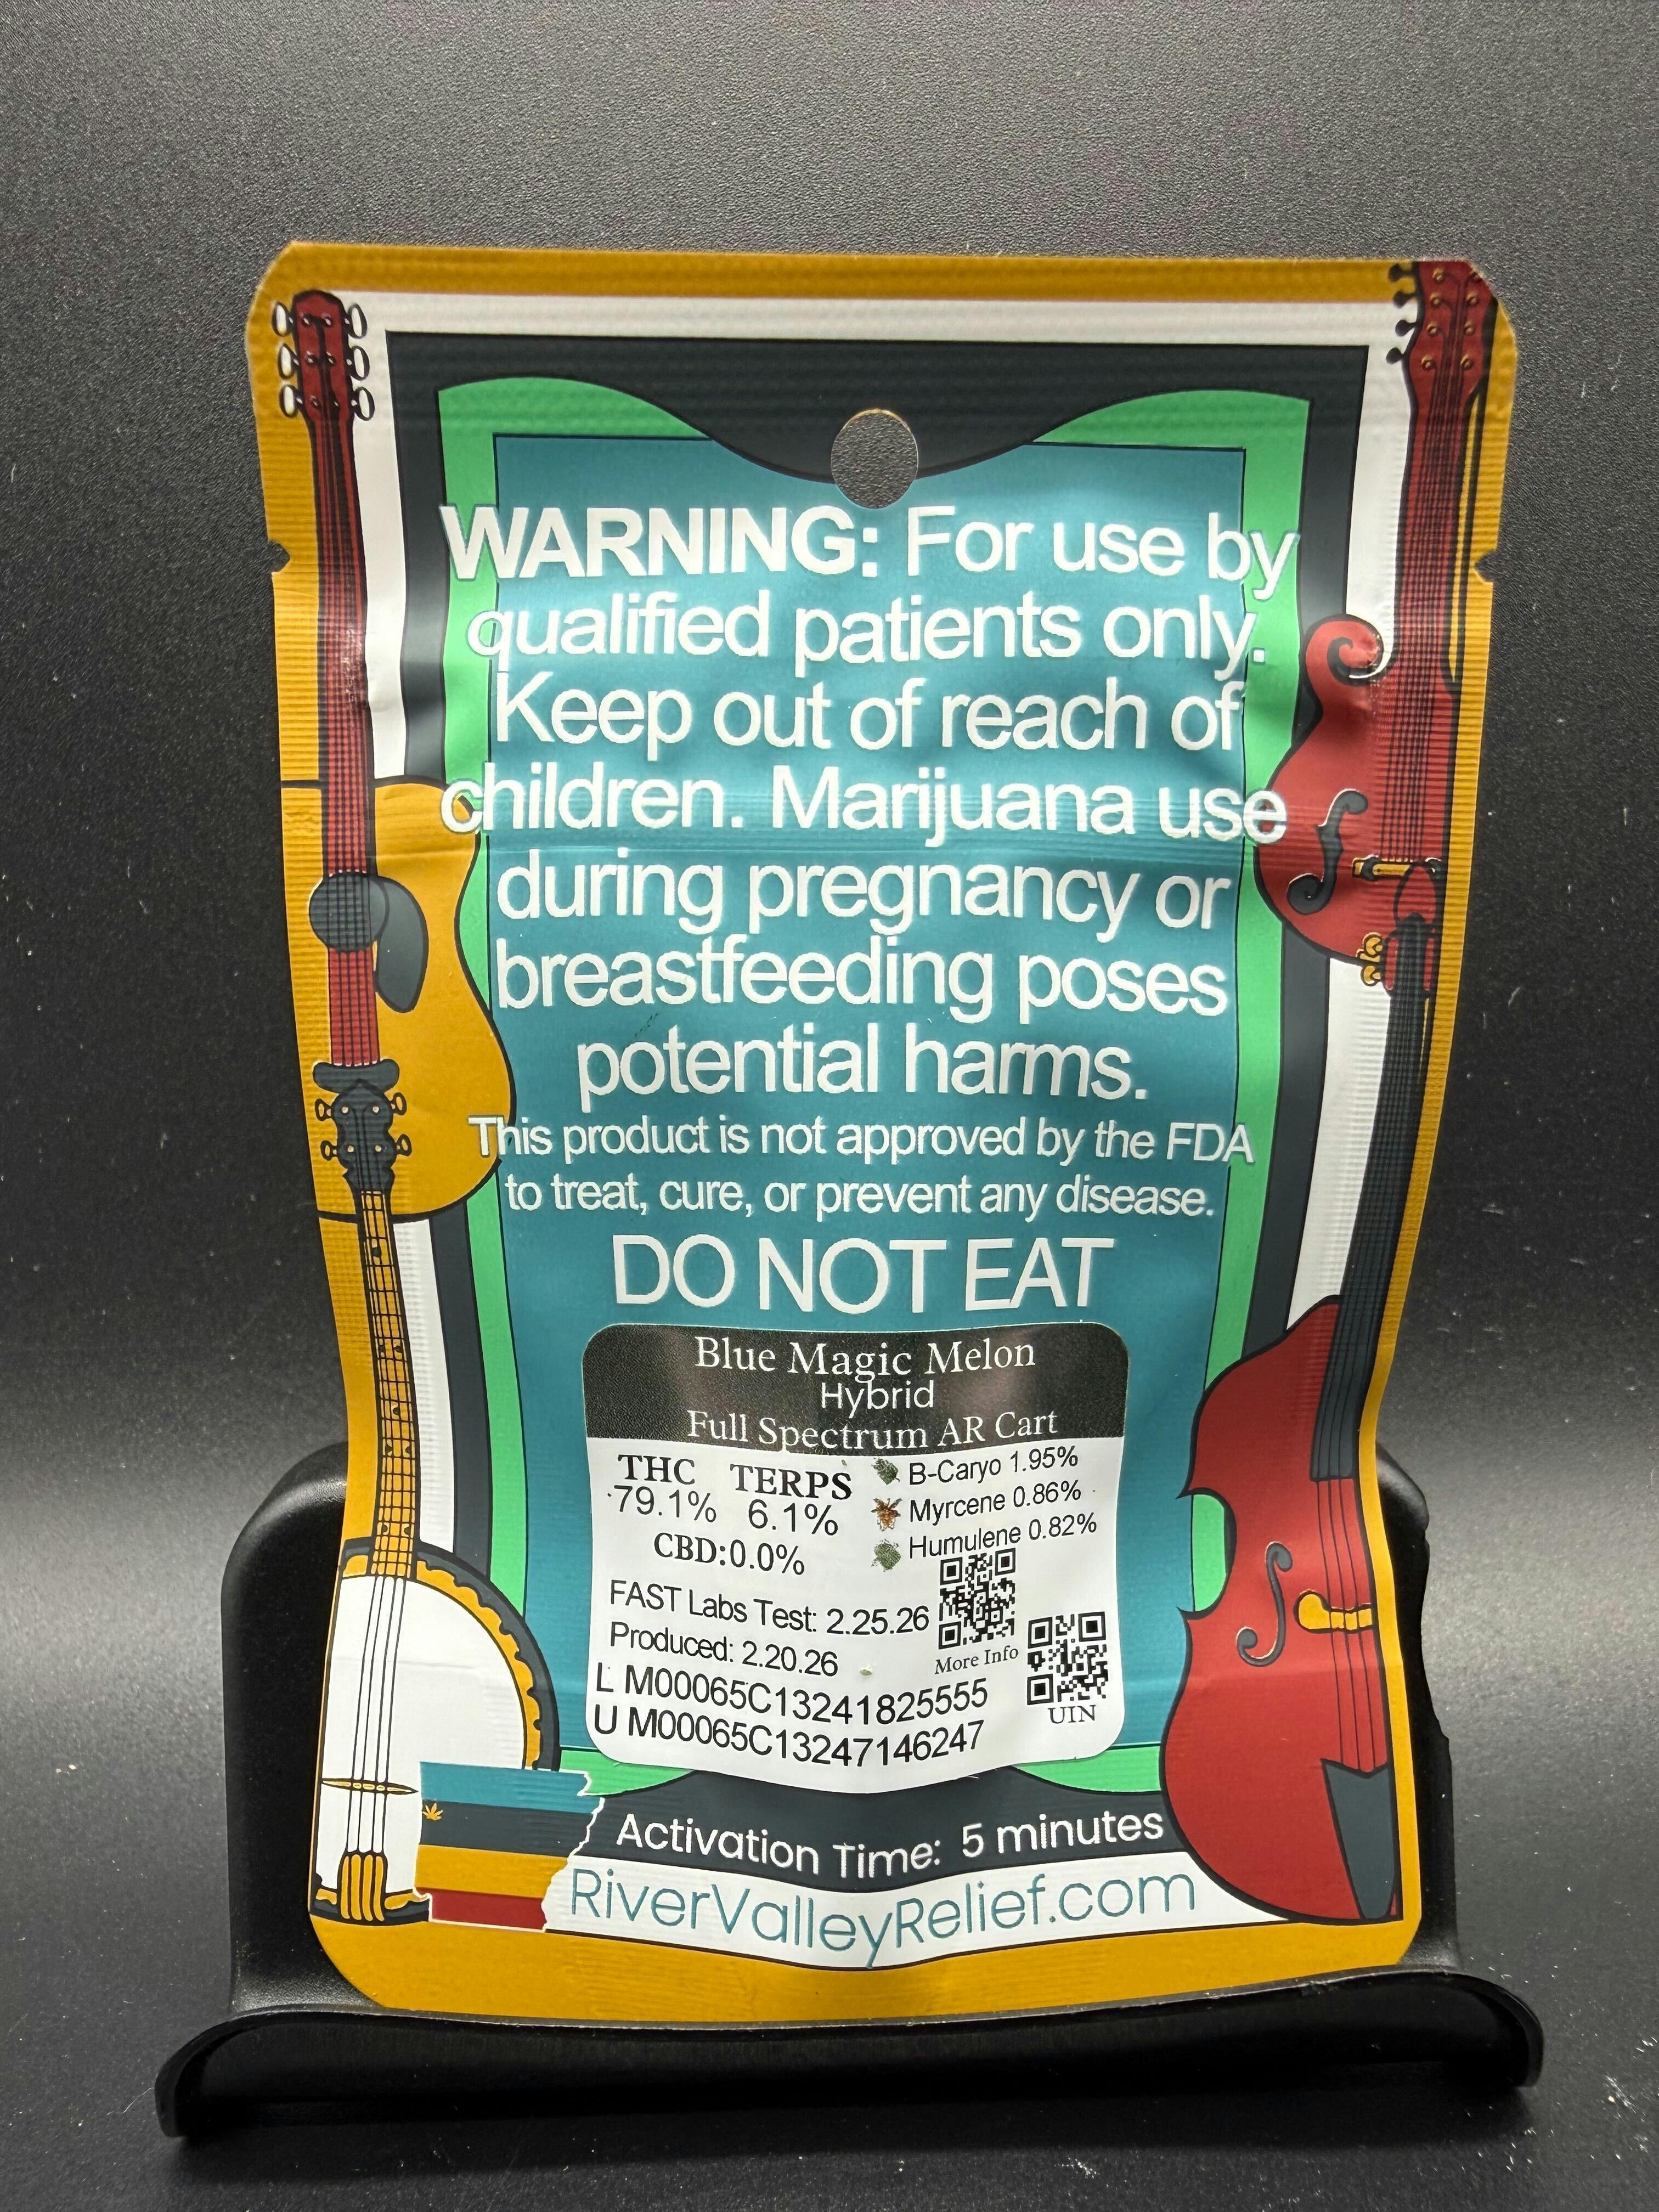 WARNING: For use by
qualified patients only.
Keep out of reach of
children. Marijuana use
during pregnancy or
breastfeeding poses
potential harms.
This product is not approved by the FDA
to treat, cure, or prevent any disease.
DO NOT EAT
Blue Magic Melon
Hybrid
Full Spectrum AR Cart
THC TERPS
79.1% 6.1%
CBD:0.0%
B-Caryo 1.95%
Myrcene 0.86%
Humulene 0.82%
FAST Labs Test: 2.25.26
Produced: 2.20.26
More Info
L M00065C13241825555
U M00065C13247146247
UIN
Activation Time: 5 minutes
RiverValleyRelief.com